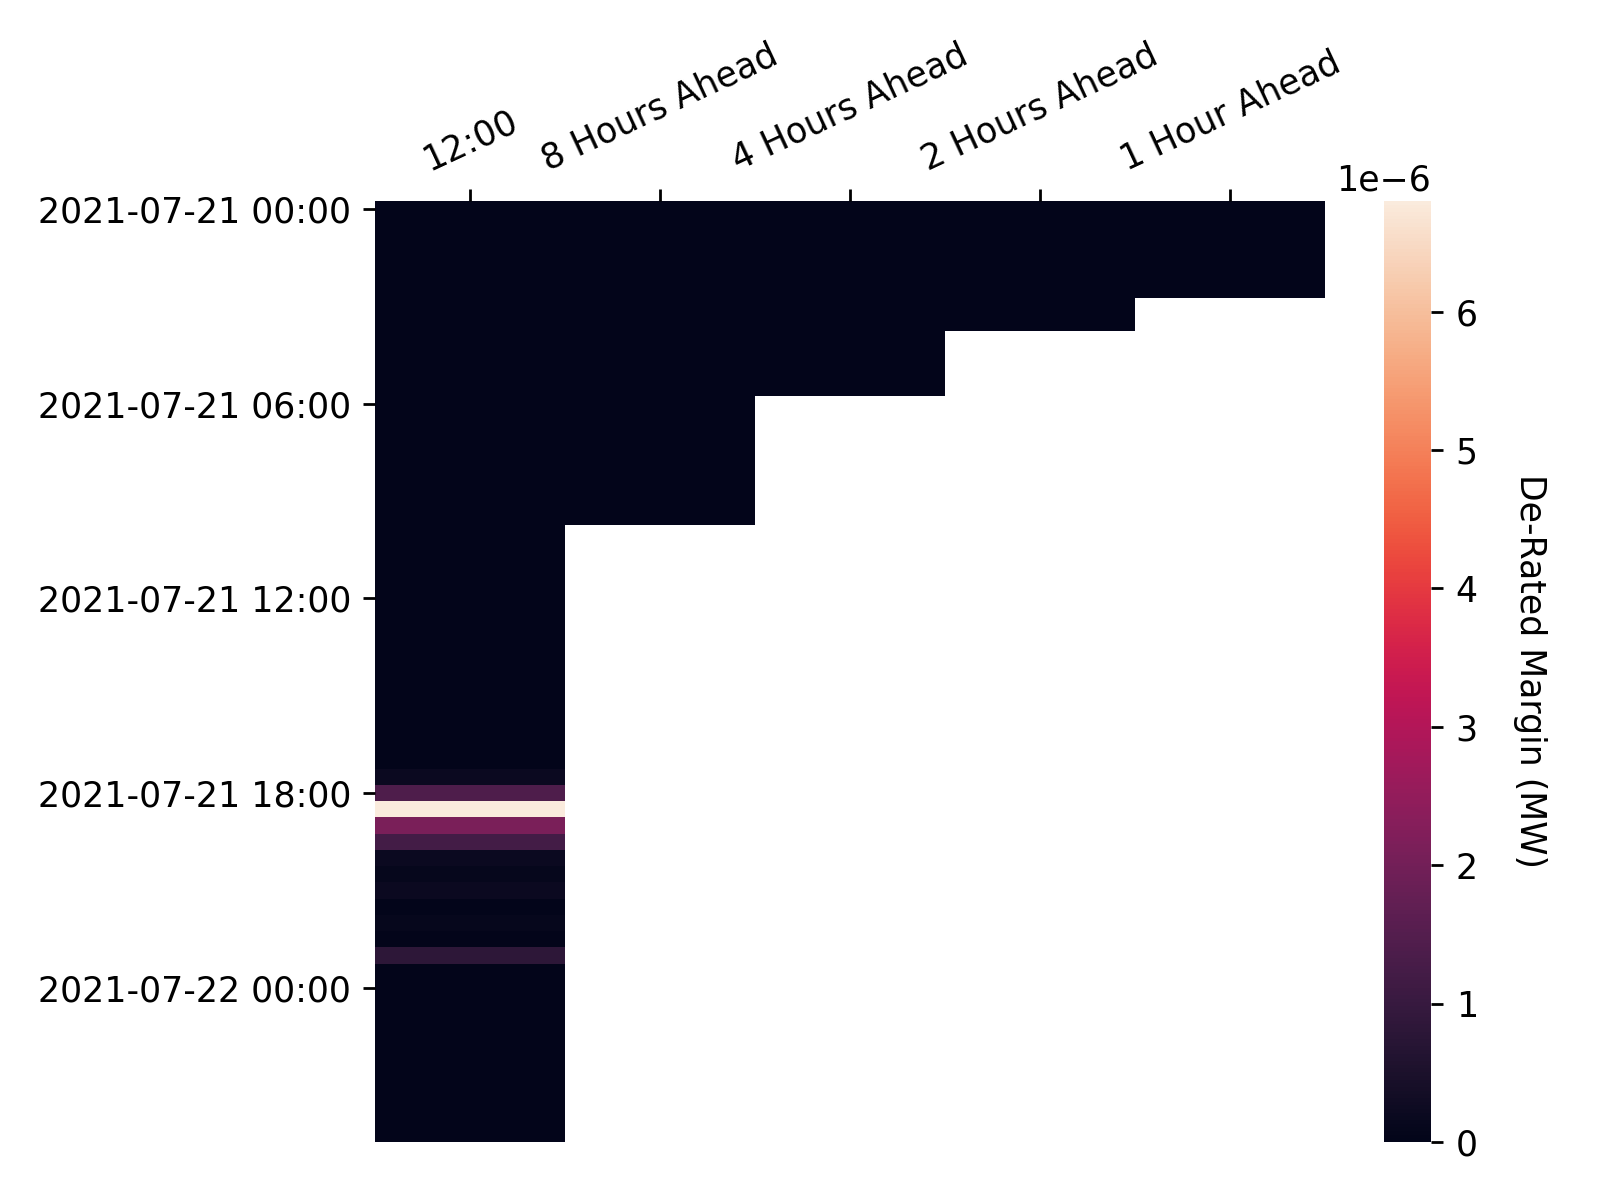 12:00
8 Hours Ahead
4 Hours Ahead
2 Hours Ahead
1 Hour Ahead
1e−6
2021-07-21 00:00
2021-07-21 06:00
2021-07-21 12:00
2021-07-21 18:00
2021-07-22 00:00
6
5
4
3
2
1
0
De-Rated Margin (MW)